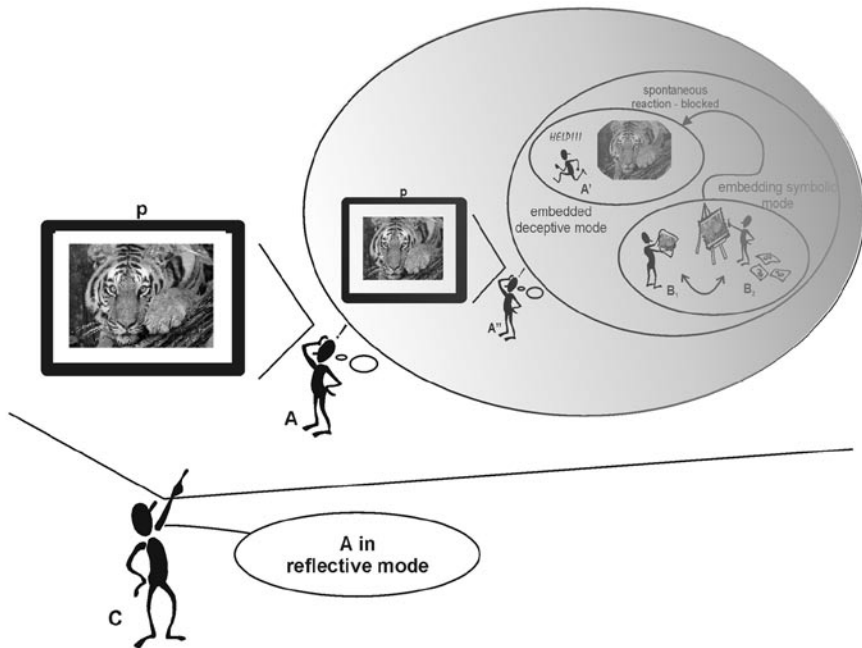 spontaneous
reaction - blocked
HELP!!!
A'
p
p
embedded
deceptive mode
embedding symbolic
mode
B₁
B₂
A''
A
A in
reflective mode
C